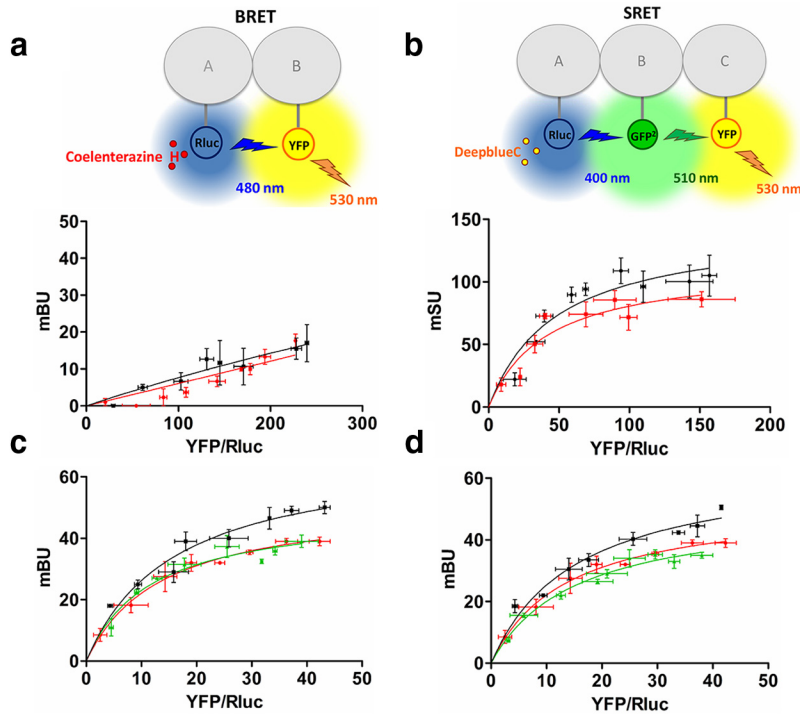 a
BRET
A
B
Rluc
YFP
Coelenterazine H
480 nm
530 nm
b
SRET
A
B
C
Rluc
GFP²
YFP
DeepblueC
400 nm
510 nm
530 nm
50
40
30
20
10
0
mBU
0 100 200 300
YFP/Rluc
150
100
50
0
mSU
0 50 100 150 200
YFP/Rluc
c
60
40
20
0
mBU
0 10 20 30 40 50
YFP/Rluc
d
60
40
20
0
mBU
0 10 20 30 40 50
YFP/Rluc